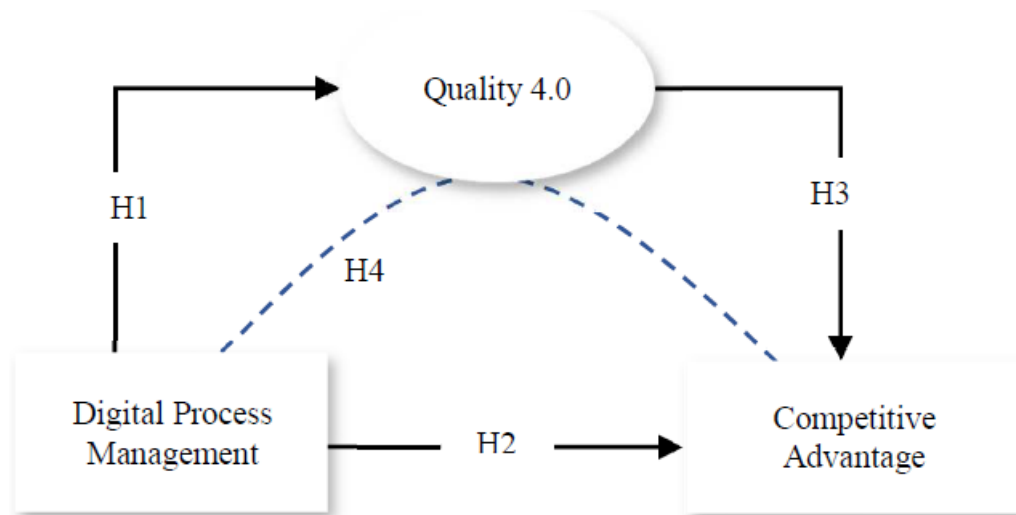 Quality 4.0
H1
H3
H4
Digital Process
Management
H2
Competitive
Advantage